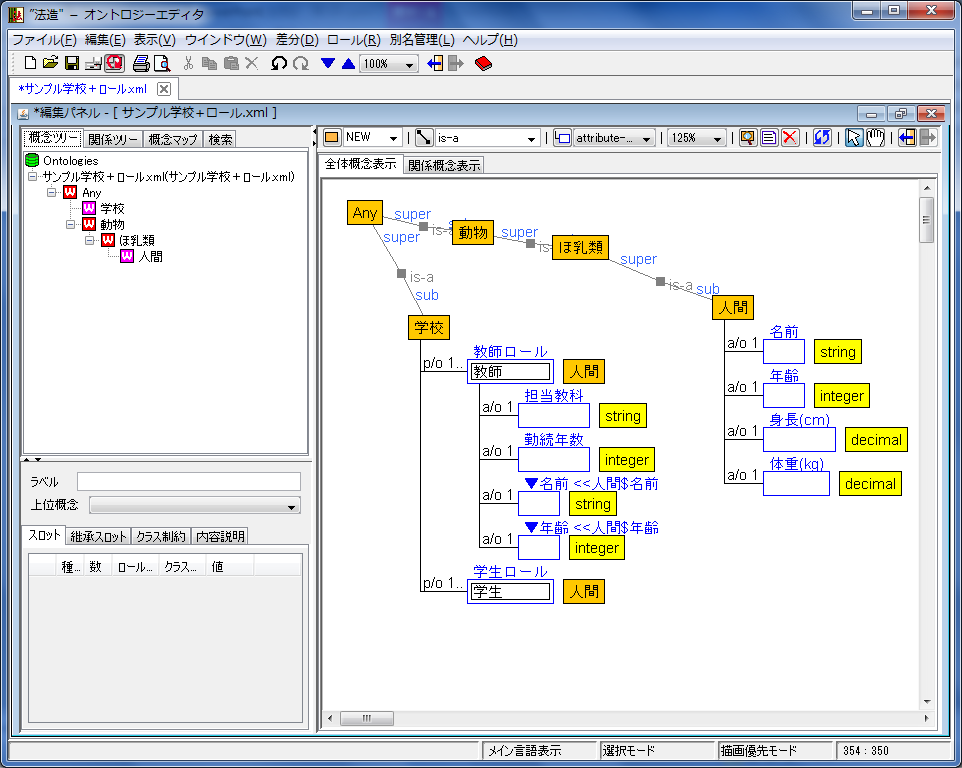 "法造" － オントロジーエディタ
ファイル(F) 編集(E) 表示(V) ウインドウ(W) 差分(D) ロール(R) 別名管理(L) ヘルプ(H)
100%
*サンプル学校＋ロール.xml
*編集パネル - [ サンプル学校＋ロール.xml ]
概念ツリー 関係ツリー 概念マップ 検索
NEW is-a attribute-... 125%
Ontologies
サンプル学校＋ロール.xml(サンプル学校＋ロール.xml)
Any
学校
動物
ほ乳類
人間
ラベル
上位概念
スロット 継承スロット クラス制約 内容説明
種... 数 ロール... クラス... 値
全体概念表示 関係概念表示
Any super is-a 動物 super is-a ほ乳類
super
super
is-a sub
is-a
sub
人間
学校
名前
a/o 1 string
年齢
a/o 1 integer
身長(cm)
a/o 1 decimal
体重(kg)
a/o 1 decimal
教師ロール
p/o 1.. 教師 人間
担当教科
a/o 1 string
勤続年数
a/o 1 integer
▼名前 <<人間$名前
a/o 1 string
▼年齢 <<人間$年齢
a/o 1 integer
学生ロール
p/o 1.. 学生 人間
メイン言語表示 選択モード 描画優先モード 354 : 350